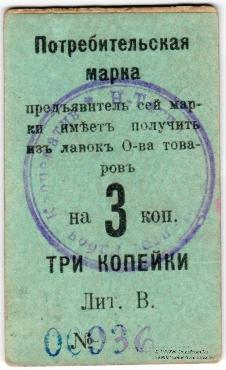 Потребительская
марка
предъявитель сей мар-
ки имѣетъ получить
изъ лавокъ О-ва това-
ровъ
на 3 коп.
ТРИ КОПЕЙКИ
Лит. В.
№ 00936